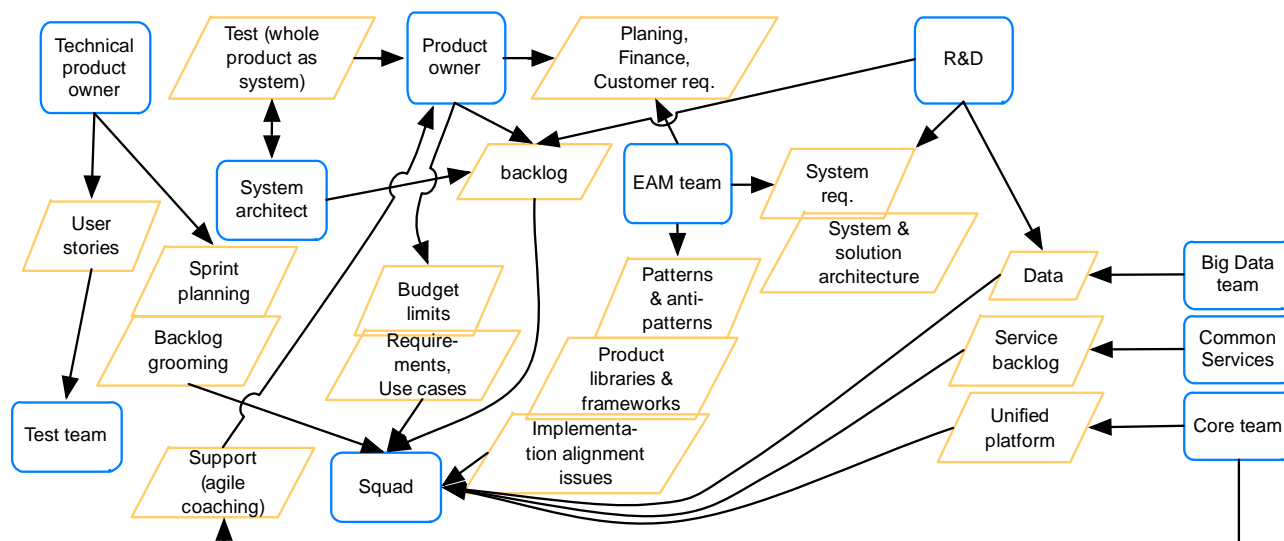 Technical
product
owner
Test (whole
product as
system)
Product
owner
Planing,
Finance,
Customer req.
R&D
System
architect
backlog
EAM team
System
req.
User
stories
System &
solution
architecture
Sprint
planning
Budget
limits
Patterns
& anti-
patterns
Data
Big Data
team
Backlog
grooming
Require-
ments,
Use cases
Product
libraries &
frameworks
Service
backlog
Common
Services
Test team
Support
(agile
coaching)
Squad
Implementa-
tion alignment
issues
Unified
platform
Core team